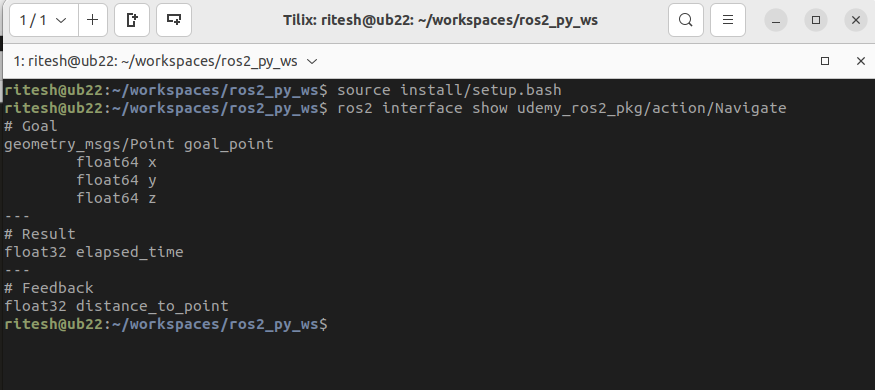 1 / 1
Tilix: ritesh@ub22: ~/workspaces/ros2_py_ws
1: ritesh@ub22: ~/workspaces/ros2_py_ws
ritesh@ub22:~/workspaces/ros2_py_ws$ source install/setup.bash
ritesh@ub22:~/workspaces/ros2_py_ws$ ros2 interface show udemy_ros2_pkg/action/Navigate
# Goal
geometry_msgs/Point goal_point
        float64 x
        float64 y
        float64 z
---
# Result
float32 elapsed_time
---
# Feedback
float32 distance_to_point
ritesh@ub22:~/workspaces/ros2_py_ws$